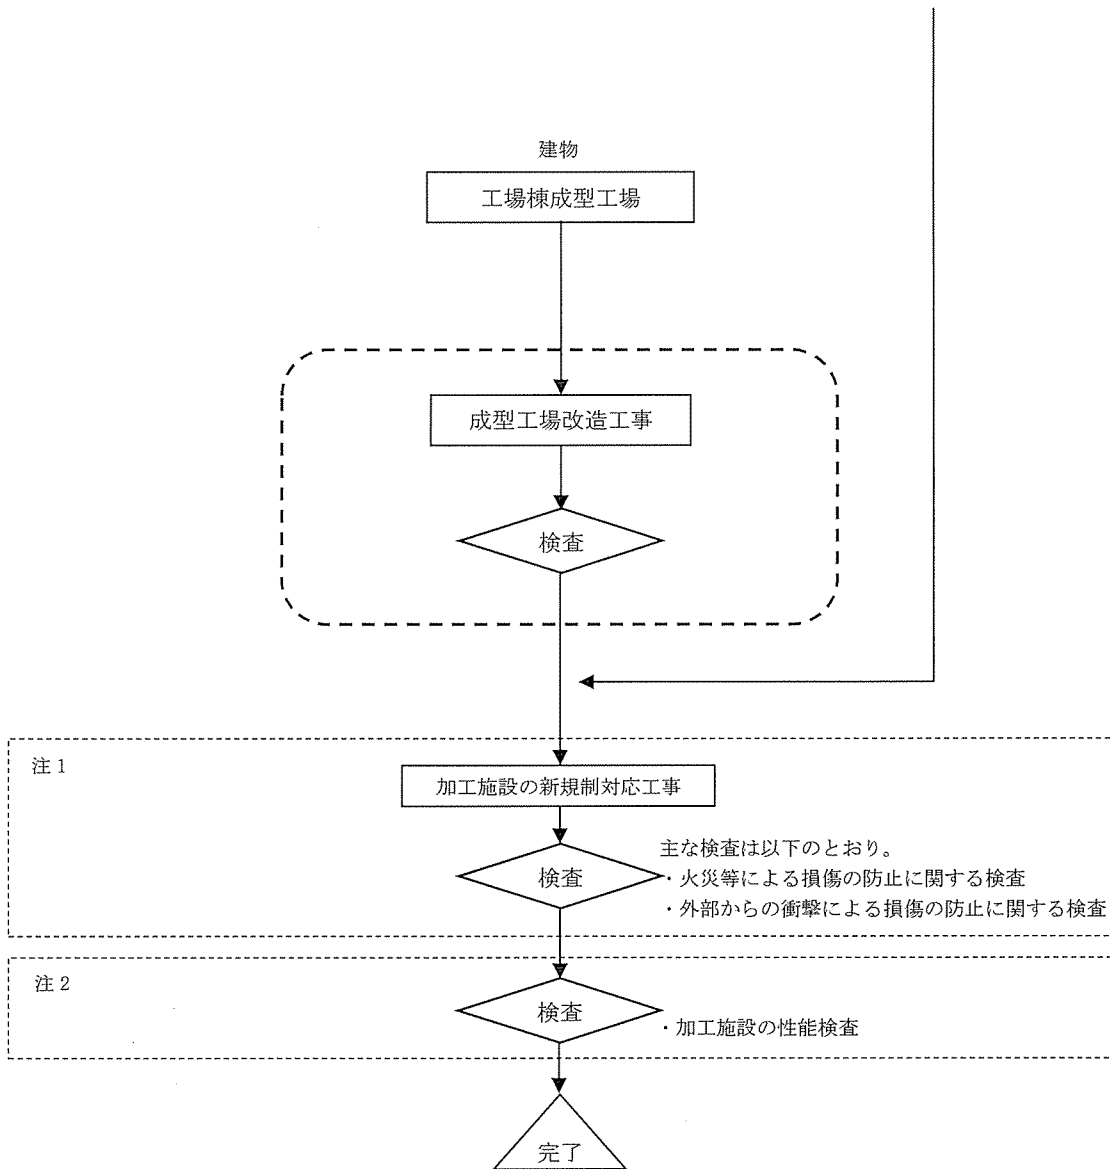 建物
工場棟成型工場
成型工場改造工事
検査
注1
加工施設の新規制対応工事
検査
主な検査は以下のとおり。
・火災等による損傷の防止に関する検査
・外部からの衝撃による損傷の防止に関する検査
注2
検査
・加工施設の性能検査
完了